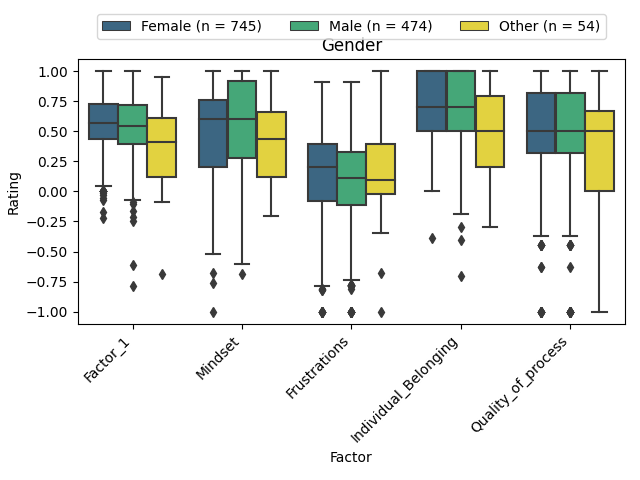 Female (n = 745) Male (n = 474) Other (n = 54)
Gender
1.00
0.75
0.50
0.25
0.00
−0.25
−0.50
−0.75
−1.00
Rating
Factor_1
Mindset
Frustrations
Individual_Belonging
Quality_of_process
Factor